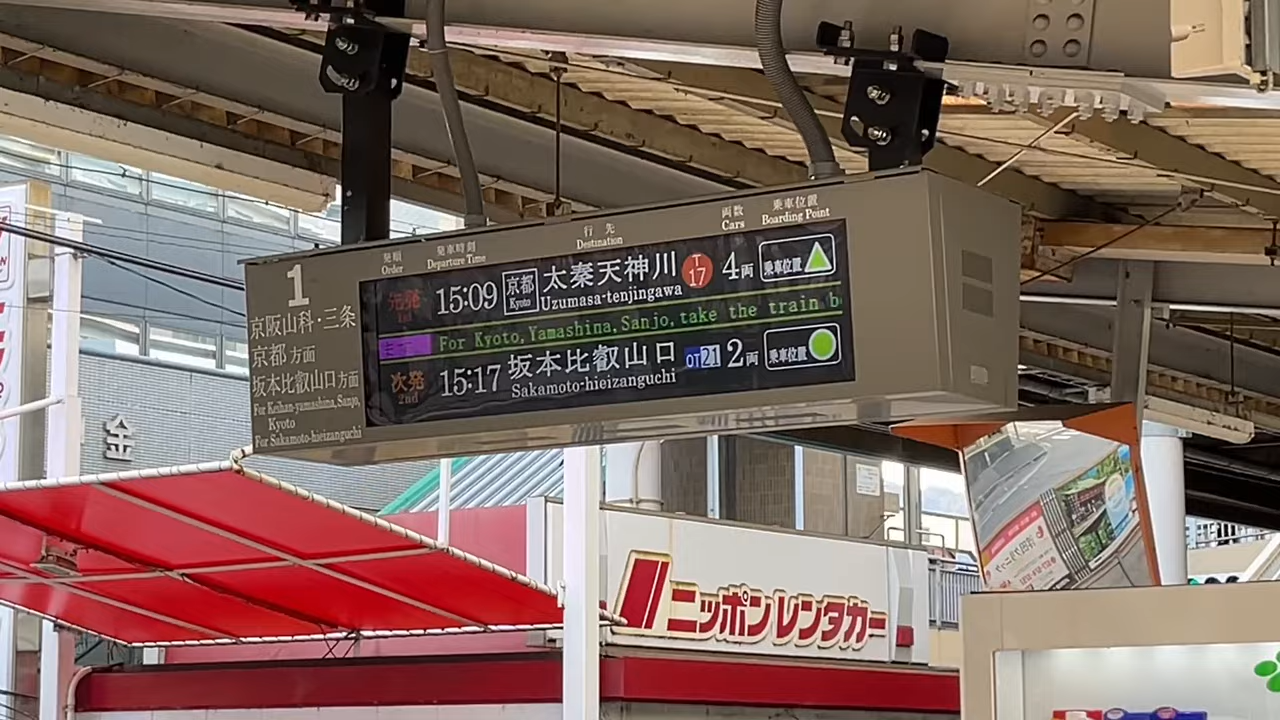 1
京阪山科・三条
京都方面
坂本比叡山口方面
For Keihan-yamashina, Sanjo,
Kyoto
For Sakamoto-hieizanguchi
発順
Order
発車時刻
Departure Time
行先
Destination
両数
Cars
乗車位置
Boarding Point
先発
1st
15:09
京都
Kyoto
太秦天神川
Uzumasa-tenjingawa
T
17
4両
乗車位置
For Kyoto,Yamashina,Sanjo,take the train b
次発
2nd
15:17
坂本比叡山口
Sakamoto-hieizanguchi
OT21
2両
乗車位置
金
ニッポンレンタカー